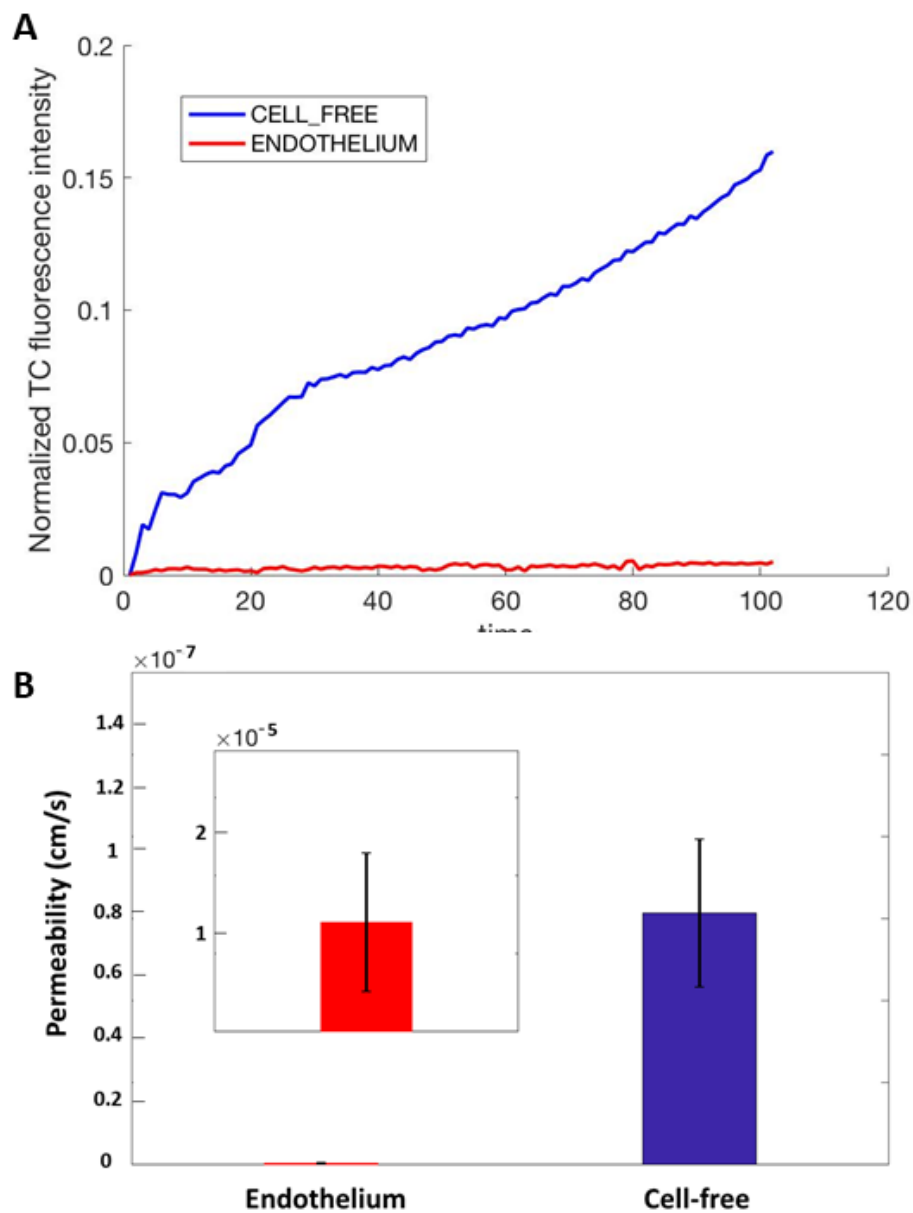 A
Normalized TC fluorescence intensity
0.2
0.15
0.1
0.05
0
CELL_FREE
ENDOTHELIUM
0 20 40 60 80 100 120
time
B
×10⁻⁷
Permeability (cm/s)
1.4
1.2
1
0.8
0.6
0.4
0.2
0
×10⁻⁵
2
1
Endothelium Cell-free